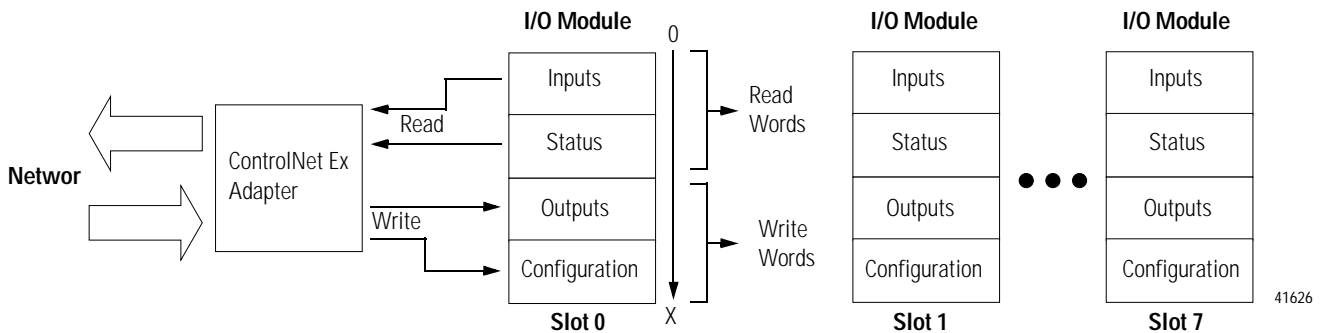 I/O Module
I/O Module
I/O Module
0
Inputs
Inputs
Inputs
Read
Words
Read
Status
Status
Status
ControlNet Ex
Adapter
Networ
Outputs
Outputs
Outputs
Write
Write
Words
Configuration
Configuration
Configuration
41626
Slot 0
X
Slot 1
Slot 7